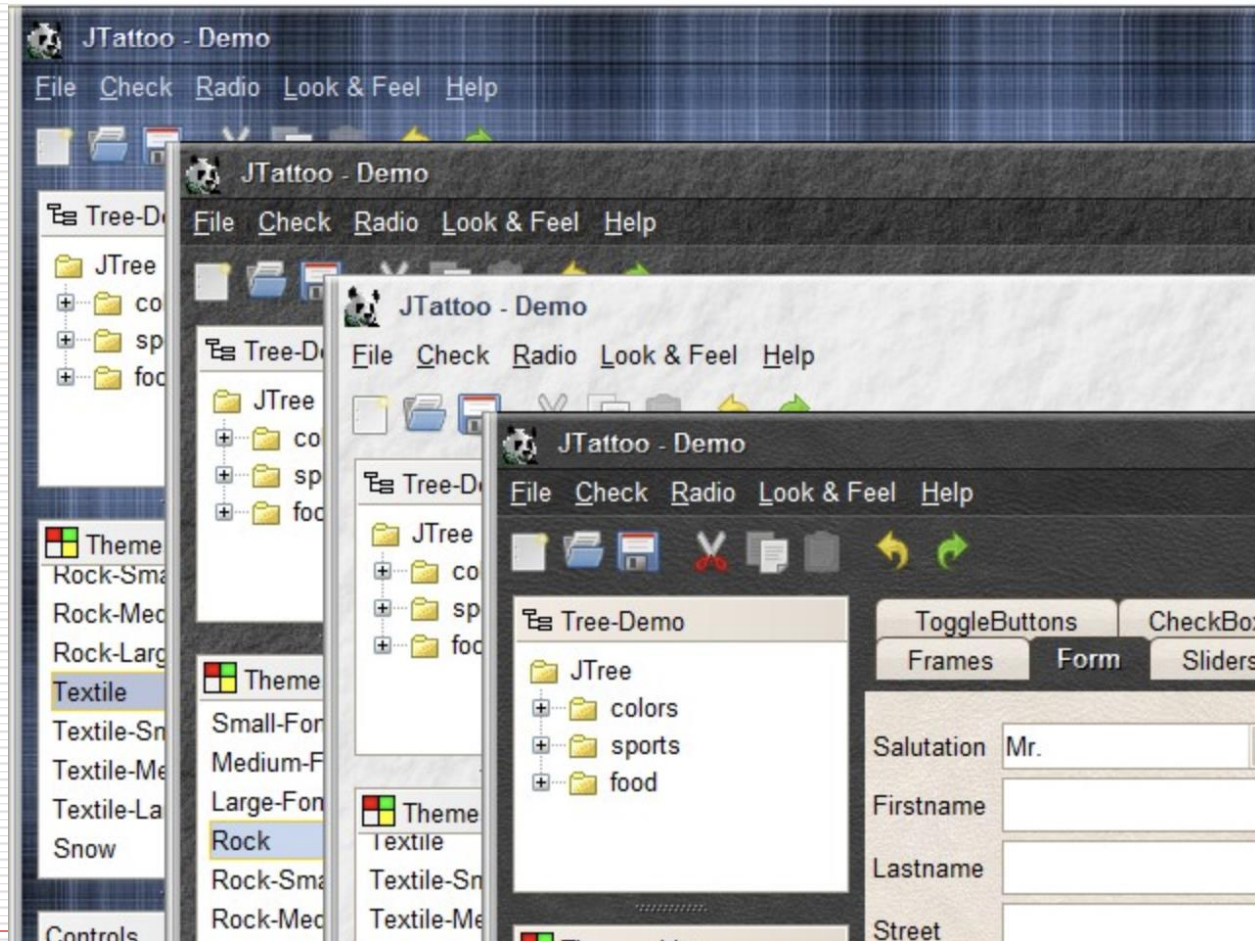 JTattoo - Demo
File Check Radio Look & Feel Help
Tree-D
JTree
co
sp
foo
Theme
Rock-Sma
Rock-Med
Rock-Larg
Textile
Textile-Sn
Textile-Me
Textile-La
Snow
Controls
JTattoo - Demo
File Check Radio Look & Feel Help
Tree-D
JTree
co
sp
foo
Theme
Small-Fon
Medium-F
Large-Fon
Rock
Rock-Sma
Rock-Med
JTattoo - Demo
File Check Radio Look & Feel Help
Tree-D
JTree
co
sp
foo
Theme
Textile
Textile-Sn
Textile-Me
JTattoo - Demo
File Check Radio Look & Feel Help
Tree-Demo
JTree
colors
sports
food
ToggleButtons CheckBox
Frames Form Sliders
Salutation Mr.
Firstname
Lastname
Street